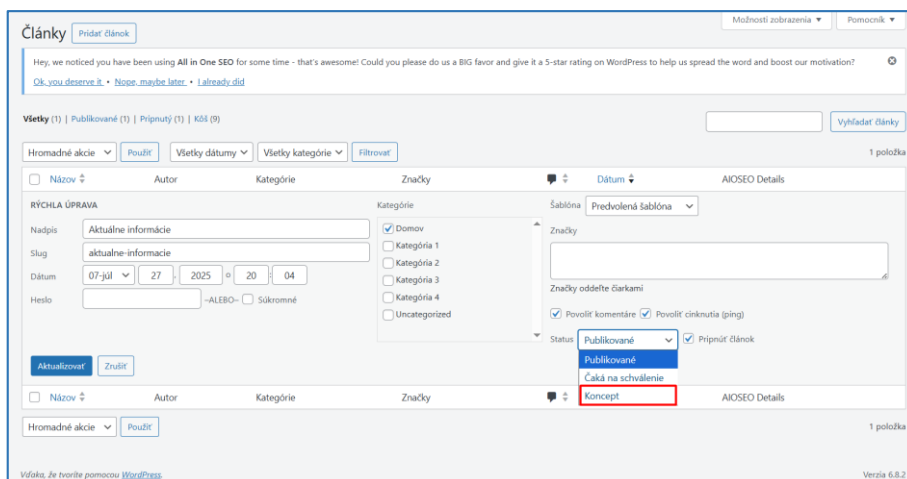 Možnosti zobrazenia ▼ Pomocník ▼
Články Pridať článok
Hey, we noticed you have been using All in One SEO for some time - that's awesome! Could you please do us a BIG favor and give it a 5-star rating on WordPress to help us spread the word and boost our motivation?
Ok, you deserve it • Nope, maybe later • I already did
Všetky (1) | Publikované (1) | Pripnutý (1) | Kôš (9)
Vyhľadať články
Hromadné akcie Použiť Všetky dátumy Všetky kategórie Filtrovať 1 položka
Názov Autor Kategórie Značky Dátum AIOSEO Details
RÝCHLA ÚPRAVA Kategórie Šablóna Predvolená šablóna
Nadpis Aktuálne informácie Domov Značky
Slug aktualne-informacie Kategória 1
Kategória 2
Dátum 07-júl 27 . 2025 o 20 : 04 Kategória 3
Heslo –ALEBO– Súkromné Kategória 4
Značky oddeľte čiarkami
Uncategorized Povoliť komentáre Povoliť cinknutia (ping)
Status Publikované Pripnúť článok
Publikované
Čaká na schválenie
Koncept
Aktualizovať Zrušiť
Názov Autor Kategórie Značky AIOSEO Details
Hromadné akcie Použiť 1 položka
Vďaka, že tvoríte pomocou WordPress. Verzia 6.8.2